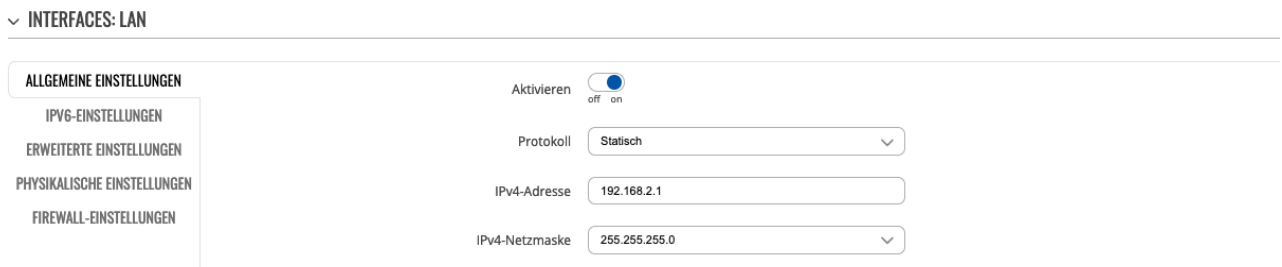 INTERFACES: LAN
ALLGEMEINE EINSTELLUNGEN
IPV6-EINSTELLUNGEN
ERWEITERTE EINSTELLUNGEN
PHYSIKALISCHE EINSTELLUNGEN
FIREWALL-EINSTELLUNGEN
Aktivieren
off on
Protokoll Statisch
IPv4-Adresse 192.168.2.1
IPv4-Netzmaske 255.255.255.0